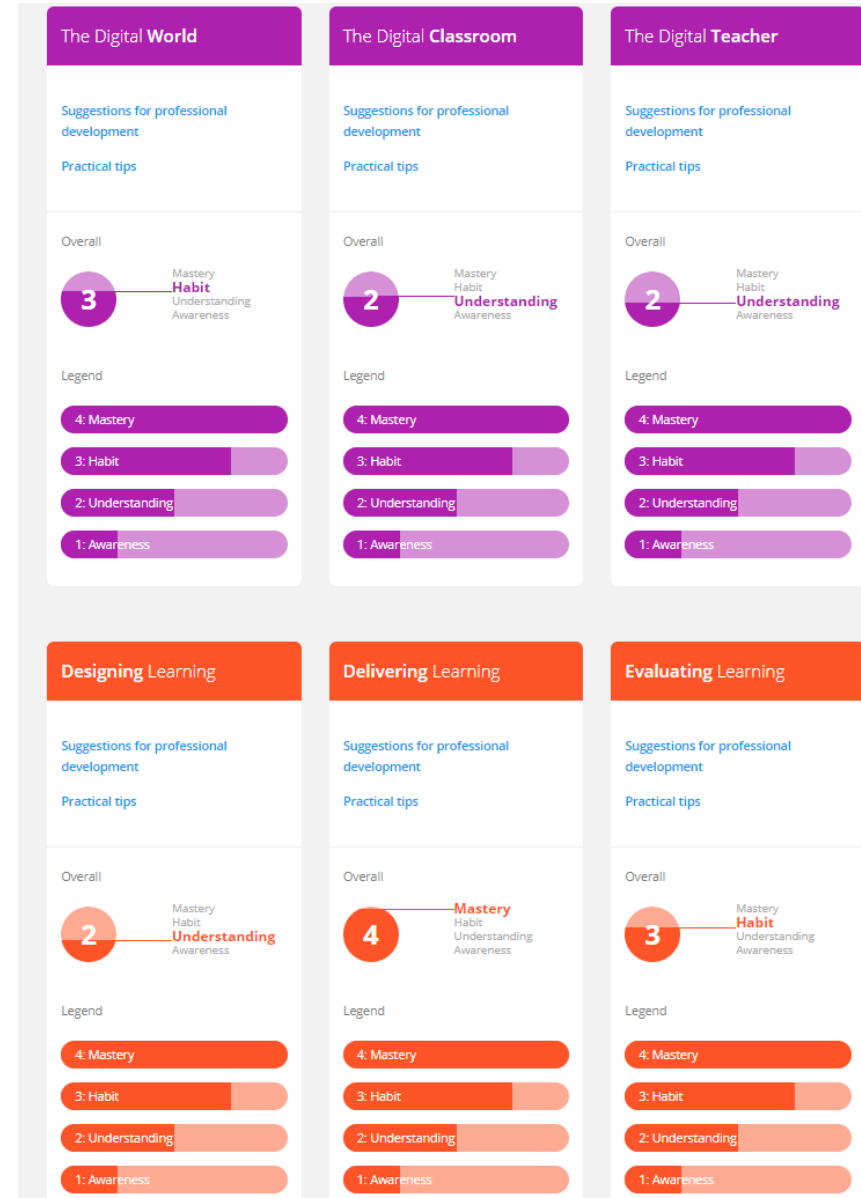 The Digital World
Suggestions for professional
development
Practical tips
Overall
3
Mastery
Habit
Understanding
Awareness
Legend
4: Mastery
3: Habit
2: Understanding
1: Awareness
The Digital Classroom
Suggestions for professional
development
Practical tips
Overall
2
Mastery
Habit
Understanding
Awareness
Legend
4: Mastery
3: Habit
2: Understanding
1: Awareness
The Digital Teacher
Suggestions for professional
development
Practical tips
Overall
2
Mastery
Habit
Understanding
Awareness
Legend
4: Mastery
3: Habit
2: Understanding
1: Awareness
Designing Learning
Suggestions for professional
development
Practical tips
Overall
2
Mastery
Habit
Understanding
Awareness
Legend
4: Mastery
3: Habit
2: Understanding
1: Awareness
Delivering Learning
Suggestions for professional
development
Practical tips
Overall
4
Mastery
Habit
Understanding
Awareness
Legend
4: Mastery
3: Habit
2: Understanding
1: Awareness
Evaluating Learning
Suggestions for professional
development
Practical tips
Overall
3
Mastery
Habit
Understanding
Awareness
Legend
4: Mastery
3: Habit
2: Understanding
1: Awareness